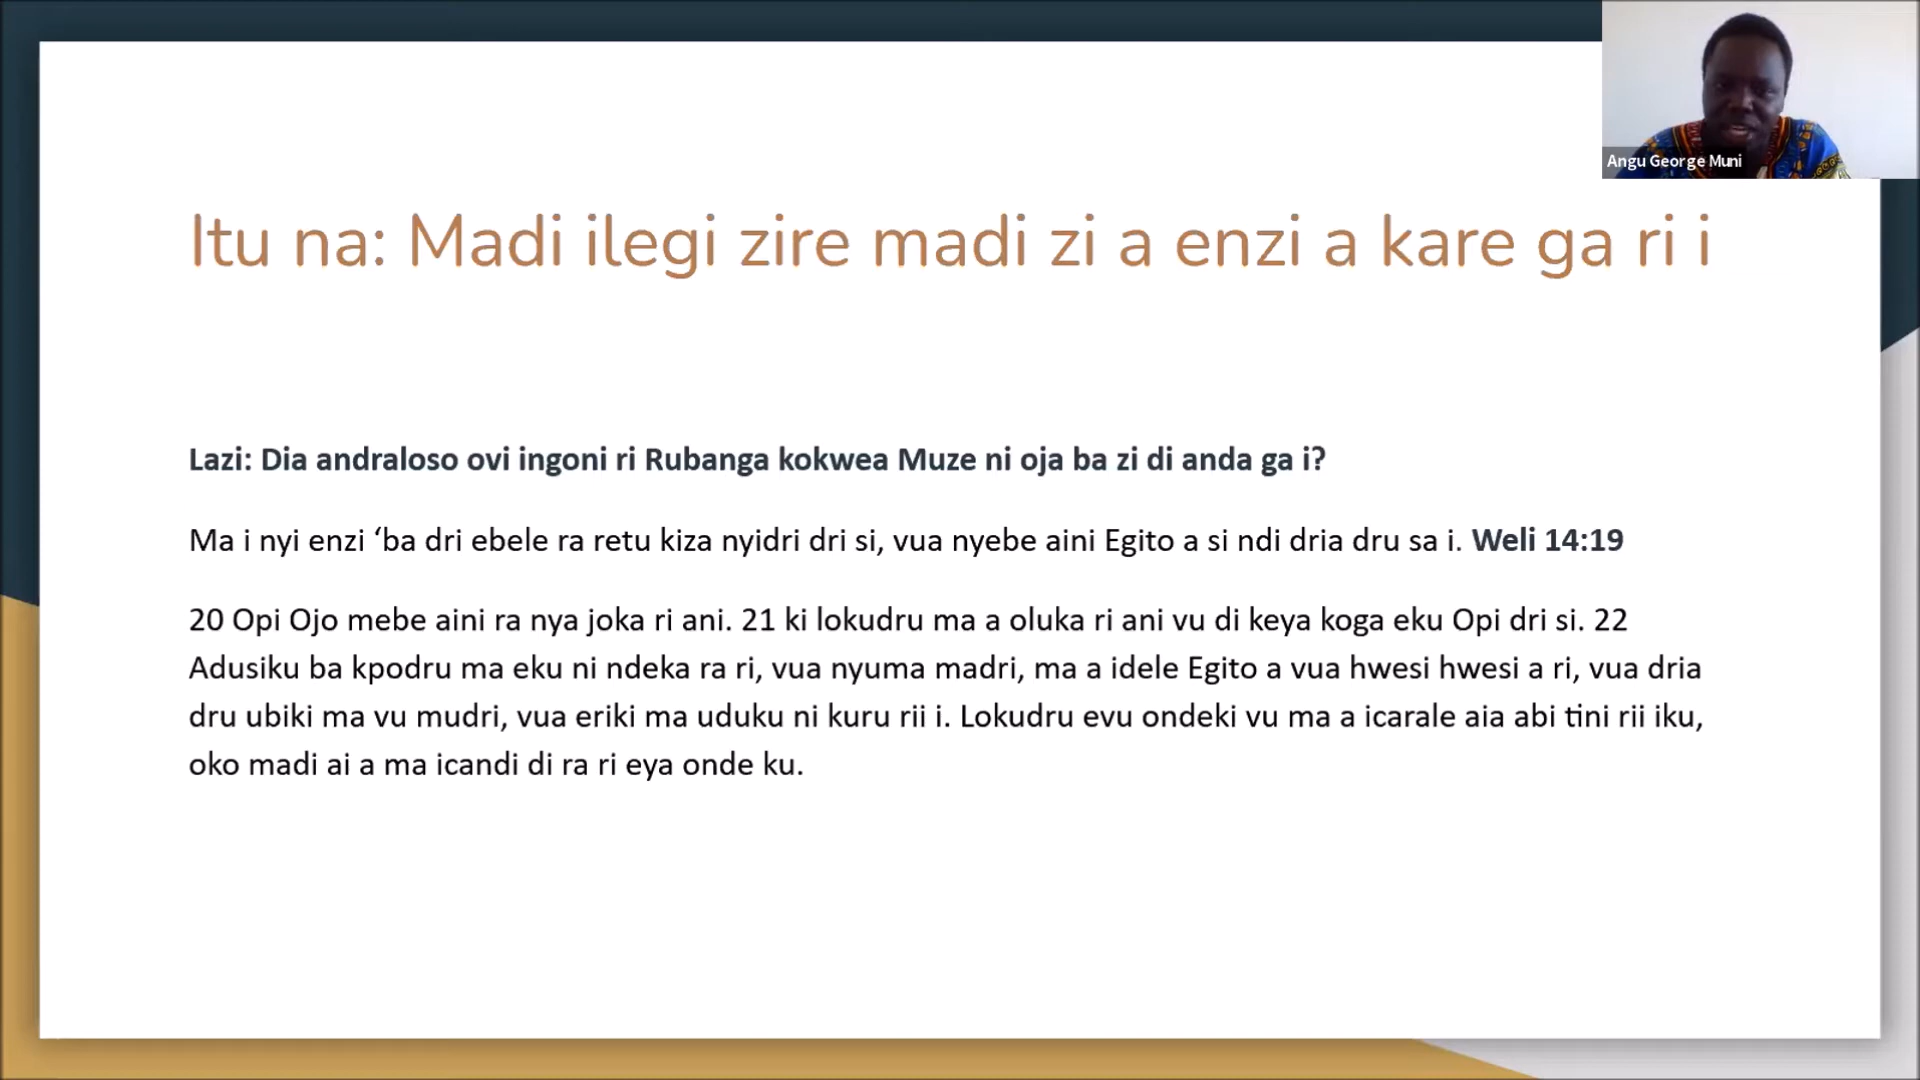 Angu George Muni
Itu na: Madi ilegi zire madi zi a enzi a kare ga ri i
Lazi: Dia andraloso ovi ingoni ri Rubanga kokwea Muze ni oja ba zi di anda ga i?
Ma i nyi enzi ‘ba dri ebele ra retu kiza nyidri dri si, vua nyebe aini Egito a si ndi dria dru sa i. Weli 14:19
20 Opi Ojo mebe aini ra nya joka ri ani. 21 ki lokudru ma a oluka ri ani vu di keya koga eku Opi dri si. 22
Adusiku ba kpodru ma eku ni ndeka ra ri, vua nyuma madri, ma a idele Egito a vua hwesi hwesi a ri, vua dria
dru ubiki ma vu mudri, vua eriki ma uduku ni kuru rii i. Lokudru evu ondeki vu ma a icarale aia abi tini rii iku,
oko madi ai a ma icandi di ra ri eya onde ku.